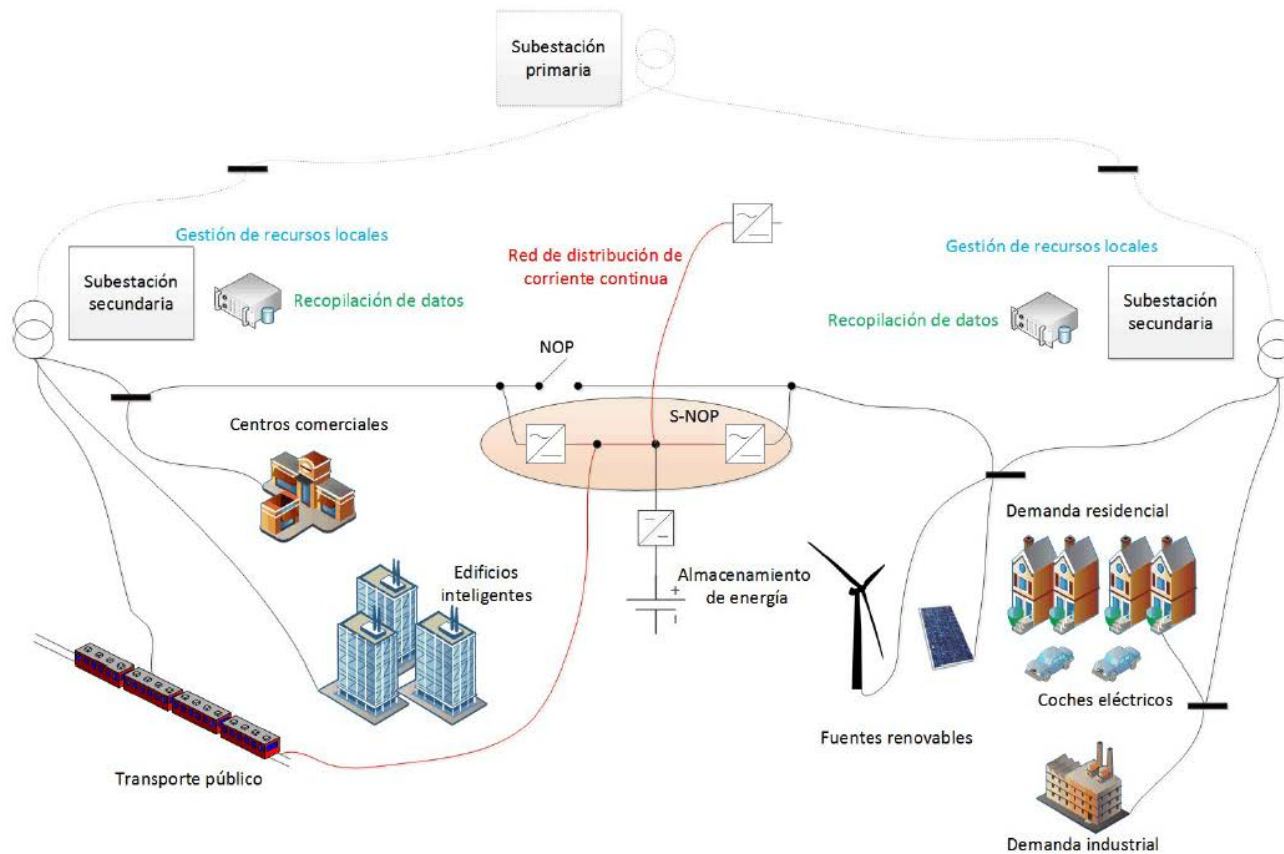 Subestación
primaria
Gestión de recursos locales
Subestación
secundaria
Recopilación de datos
Red de distribución de
corriente continua
Gestión de recursos locales
Recopilación de datos
Subestación
secundaria
NOP
S-NOP
Centros comerciales
Edificios
inteligentes
Almacenamiento
de energía
+
Demanda residencial
Coches eléctricos
Fuentes renovables
Transporte público
Demanda industrial